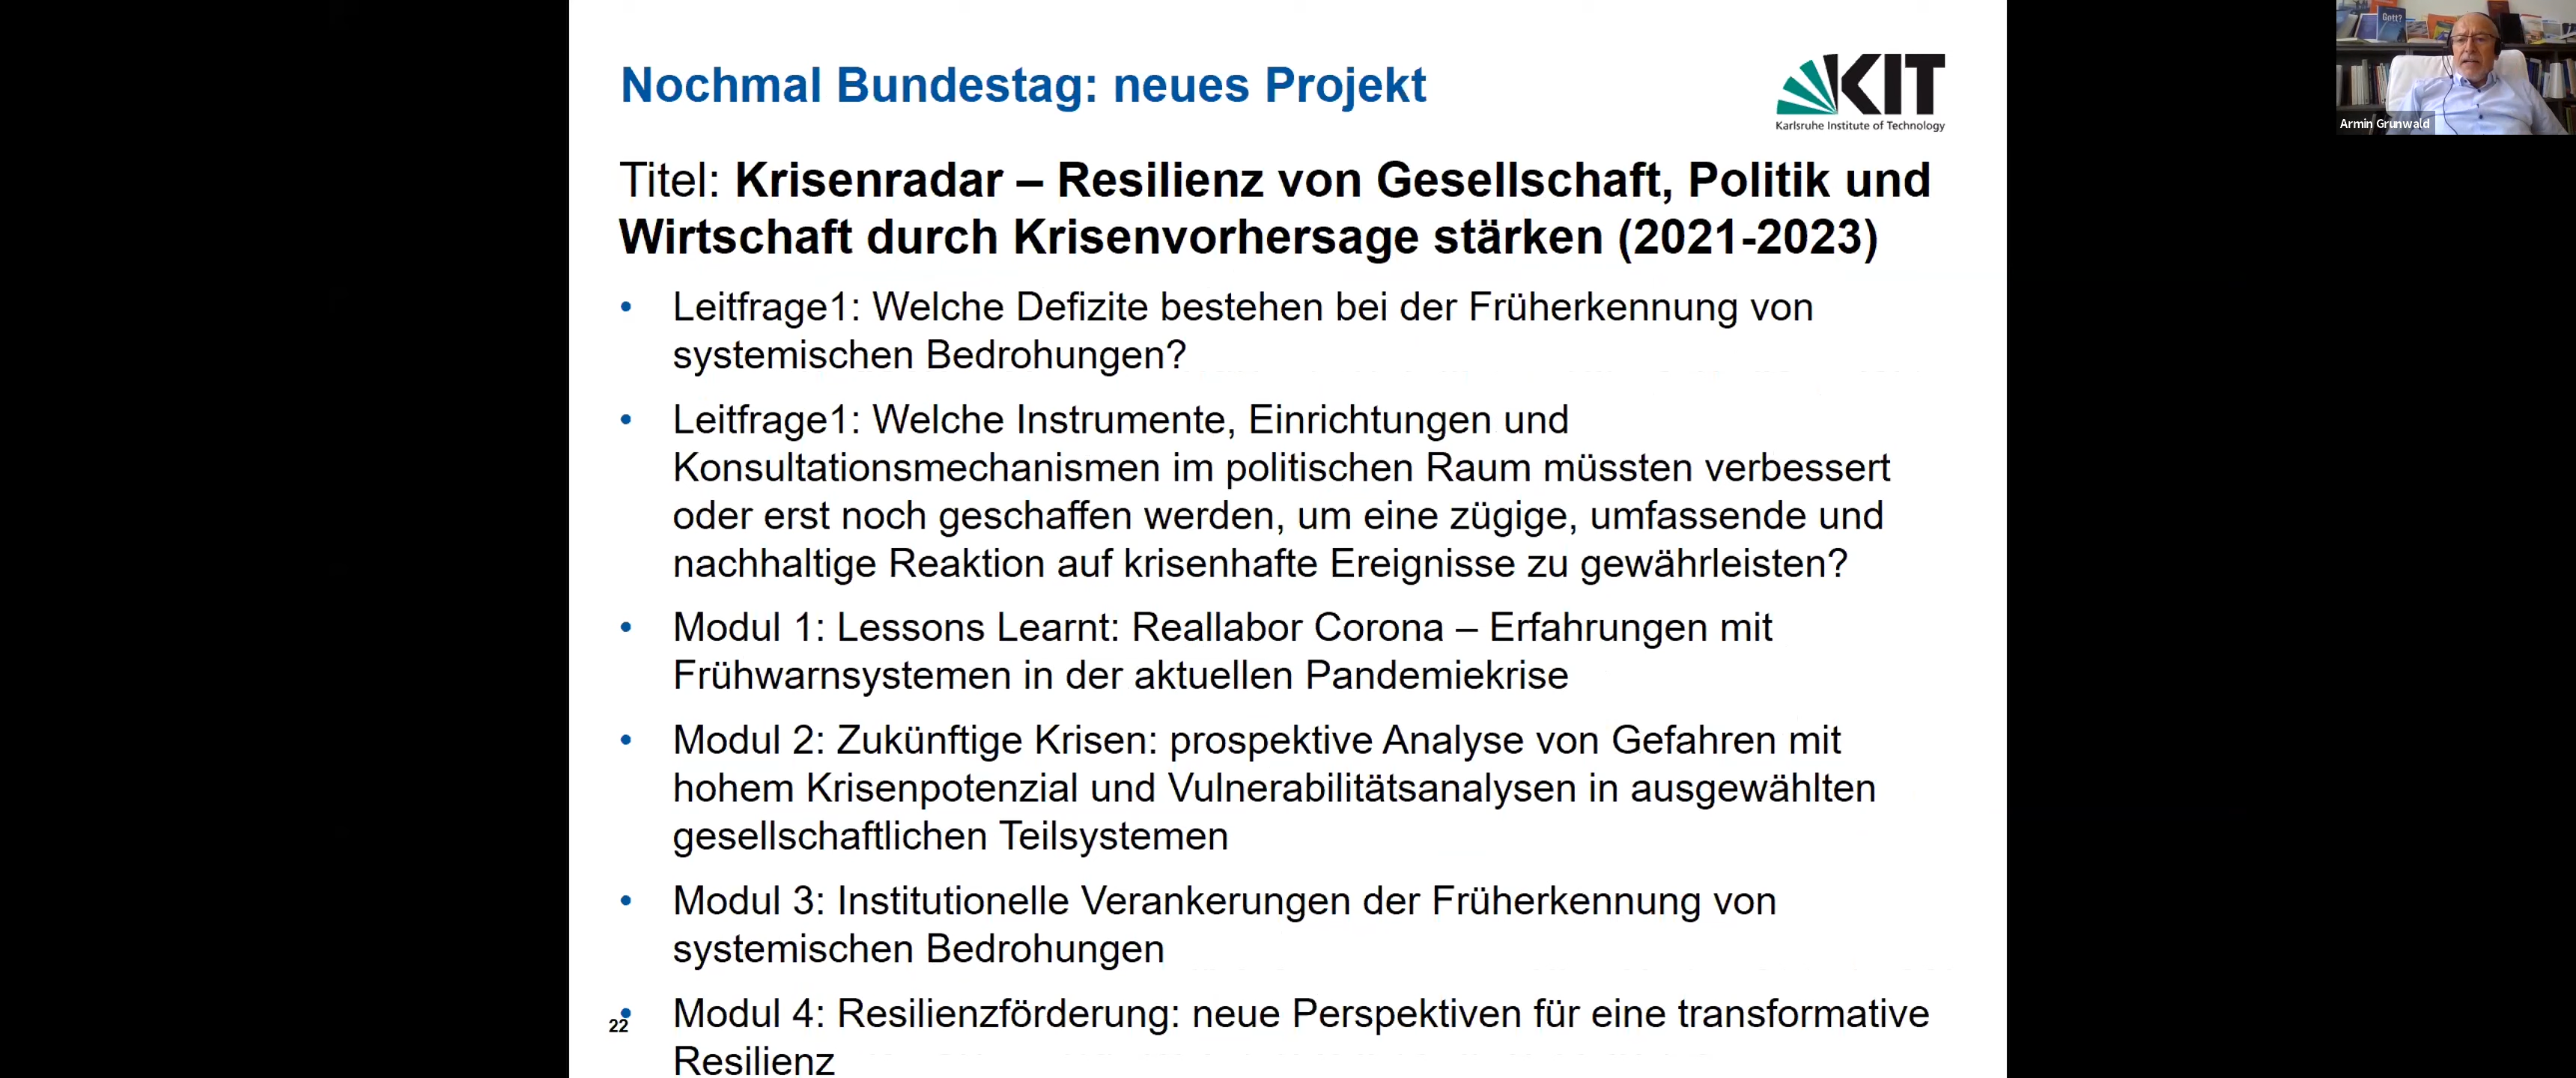 Nochmal Bundestag: neues Projekt
KIT
Karlsruhe Institute of Technology
Titel: Krisenradar – Resilienz von Gesellschaft, Politik und
Wirtschaft durch Krisenvorhersage stärken (2021-2023)
• Leitfrage1: Welche Defizite bestehen bei der Früherkennung von
systemischen Bedrohungen?
• Leitfrage1: Welche Instrumente, Einrichtungen und
Konsultationsmechanismen im politischen Raum müssten verbessert
oder erst noch geschaffen werden, um eine zügige, umfassende und
nachhaltige Reaktion auf krisenhafte Ereignisse zu gewährleisten?
• Modul 1: Lessons Learnt: Reallabor Corona – Erfahrungen mit
Frühwarnsystemen in der aktuellen Pandemiekrise
• Modul 2: Zukünftige Krisen: prospektive Analyse von Gefahren mit
hohem Krisenpotenzial und Vulnerabilitätsanalysen in ausgewählten
gesellschaftlichen Teilsystemen
• Modul 3: Institutionelle Verankerungen der Früherkennung von
systemischen Bedrohungen
• Modul 4: Resilienzförderung: neue Perspektiven für eine transformative
Resilienz
22
Gott?
Armin Grunwald